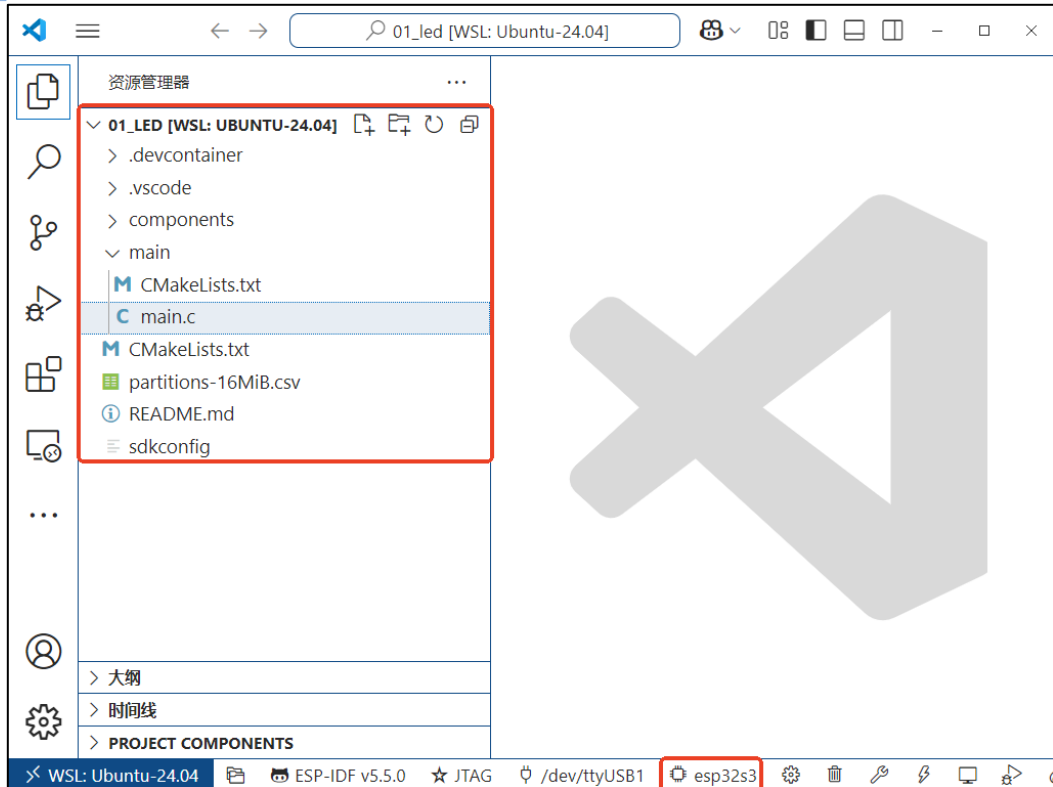 01_led [WSL: Ubuntu-24.04]
资源管理器
01_LED [WSL: UBUNTU-24.04]
.devcontainer
.vscode
components
main
CMakeLists.txt
main.c
CMakeLists.txt
partitions-16MiB.csv
README.md
sdkconfig
大纲
时间线
PROJECT COMPONENTS
WSL: Ubuntu-24.04 ESP-IDF v5.5.0 JTAG /dev/ttyUSB1 esp32s3